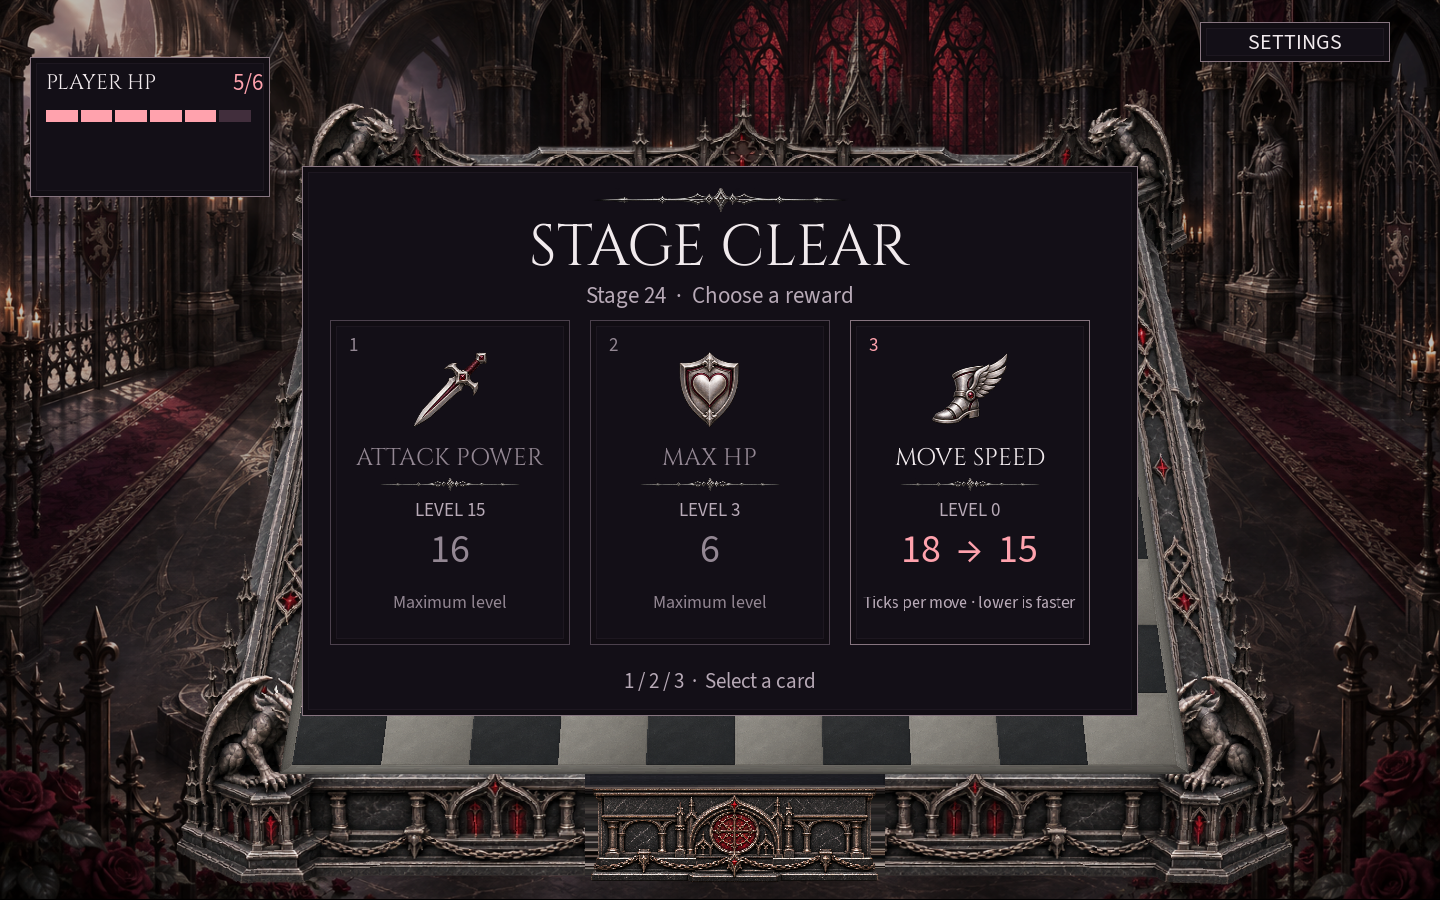 SETTINGS
PLAYER HP 5/6
STAGE CLEAR
Stage 24 · Choose a reward
1
ATTACK POWER
LEVEL 15
16
Maximum level
2
MAX HP
LEVEL 3
6
Maximum level
3
MOVE SPEED
LEVEL 0
18 → 15
Ticks per move · lower is faster
1 / 2 / 3 · Select a card